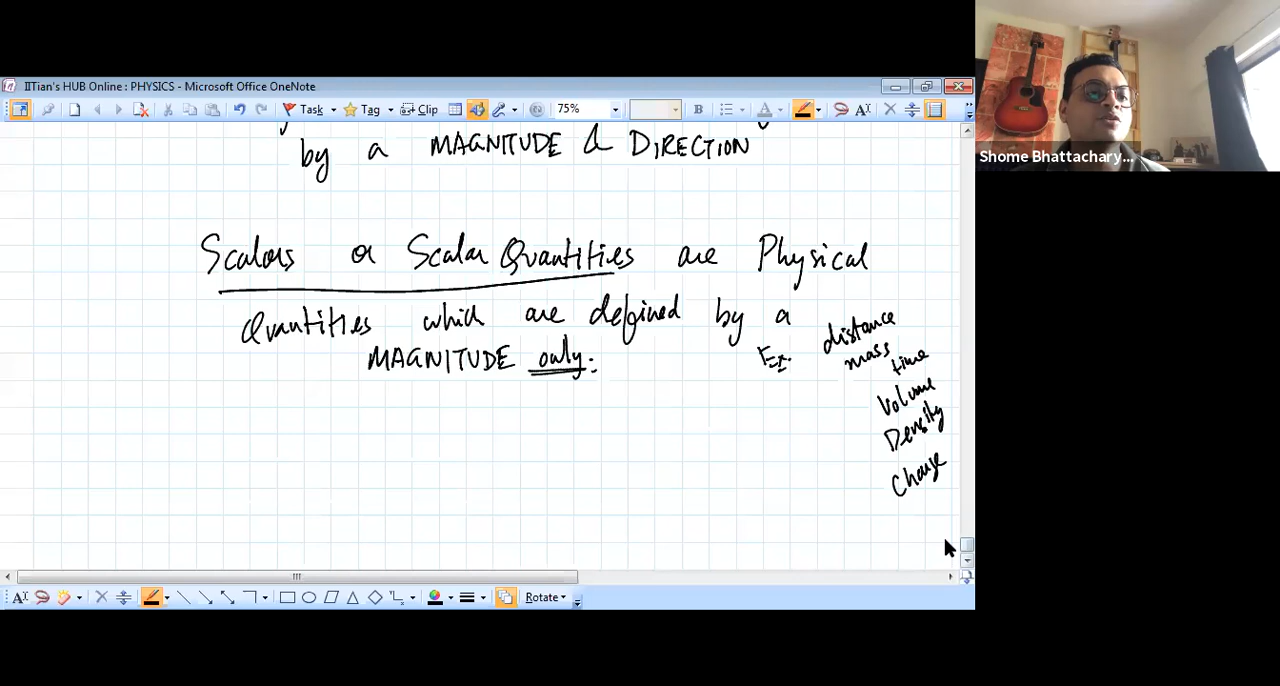 IITian's HUB Online : PHYSICS - Microsoft Office OneNote
Task Tag Clip 75% B A
by a MAGNITUDE & DIRECTION
Shome Bhattachary...
Scalars or Scalar Quantities are Physical
Quantities which are defined by a
MAGNITUDE only:
Ex. distance
mass
time
Volume
Density
Charge
Rotate